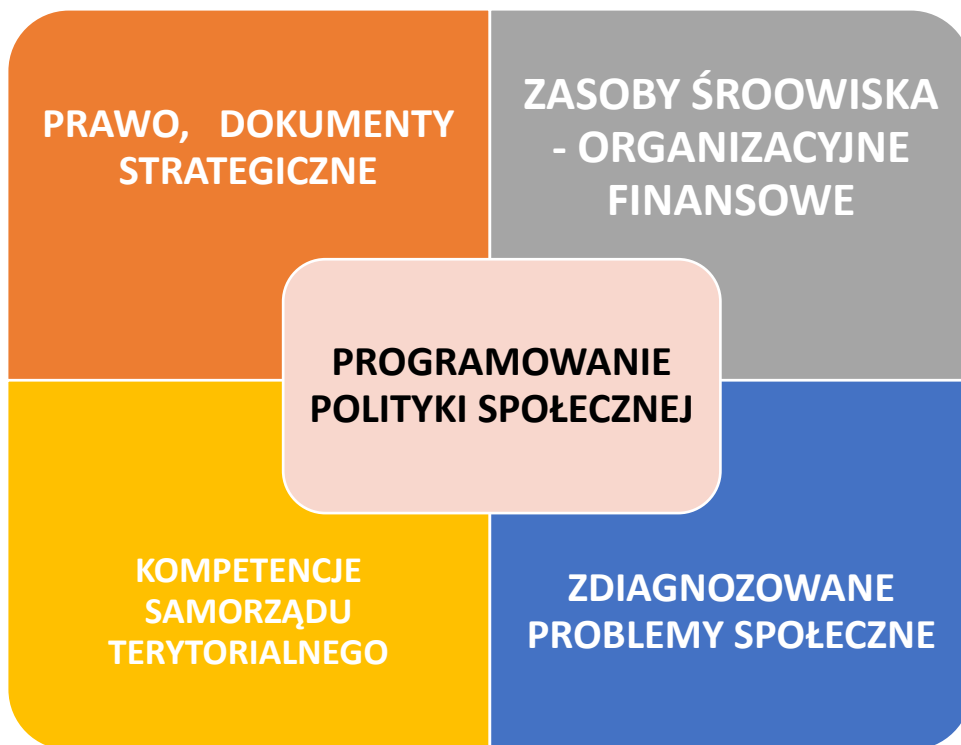 PRAWO, DOKUMENTY
STRATEGICZNE
ZASOBY ŚROOWISKA
- ORGANIZACYJNE
FINANSOWE
PROGRAMOWANIE
POLITYKI SPOŁECZNEJ
KOMPETENCJE
SAMORZĄDU
TERYTORIALNEGO
ZDIAGNOZOWANE
PROBLEMY SPOŁECZNE